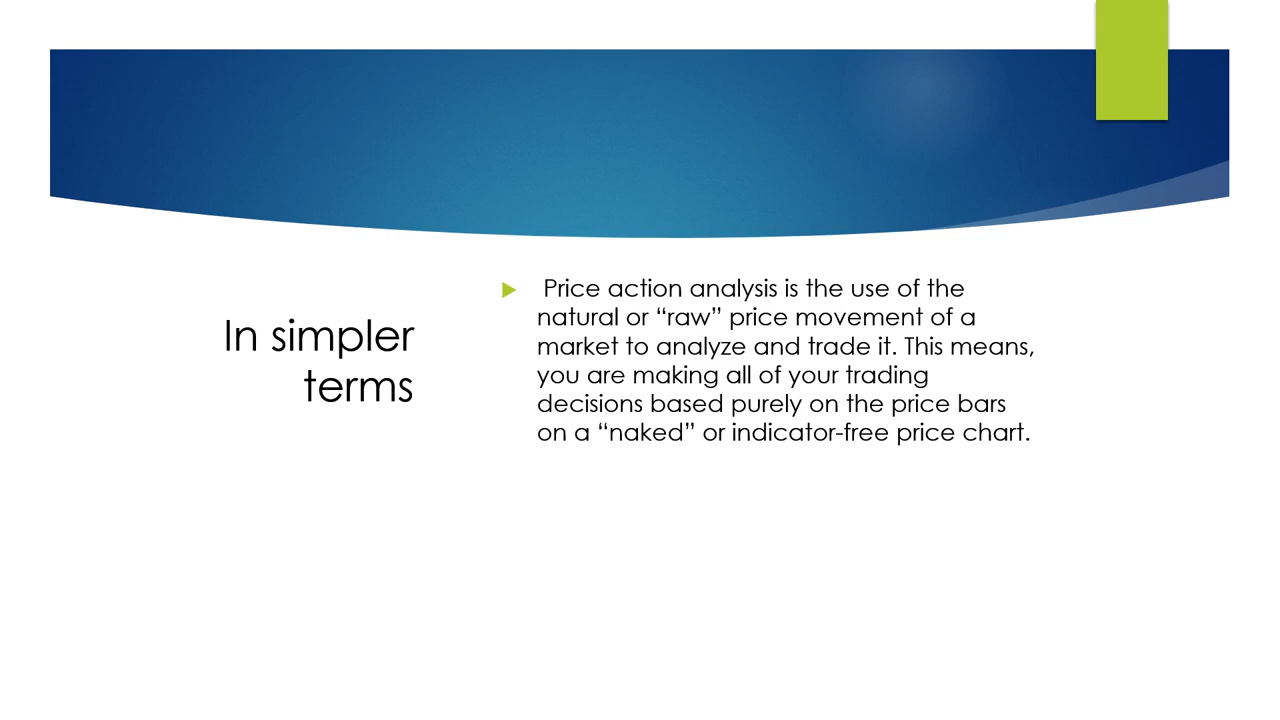 In simpler
terms
Price action analysis is the use of the
natural or “raw” price movement of a
market to analyze and trade it. This means,
you are making all of your trading
decisions based purely on the price bars
on a “naked” or indicator-free price chart.